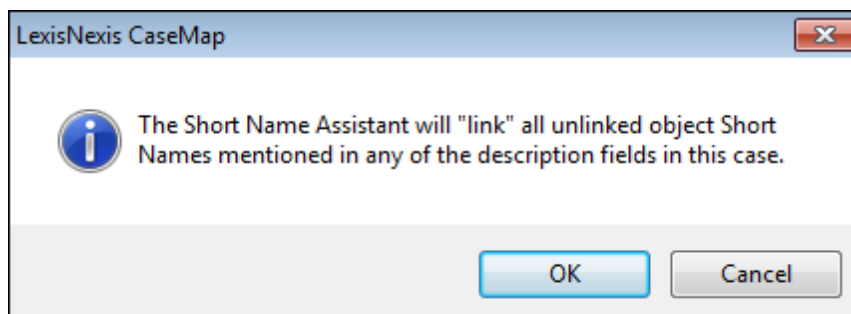 LexisNexis CaseMap
The Short Name Assistant will "link" all unlinked object Short
Names mentioned in any of the description fields in this case.
OK
Cancel